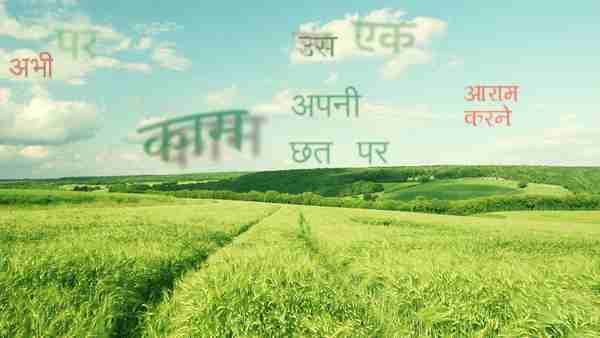 पर
उस एक
अभी
अपनी
छत पर
आराम
करने
काम